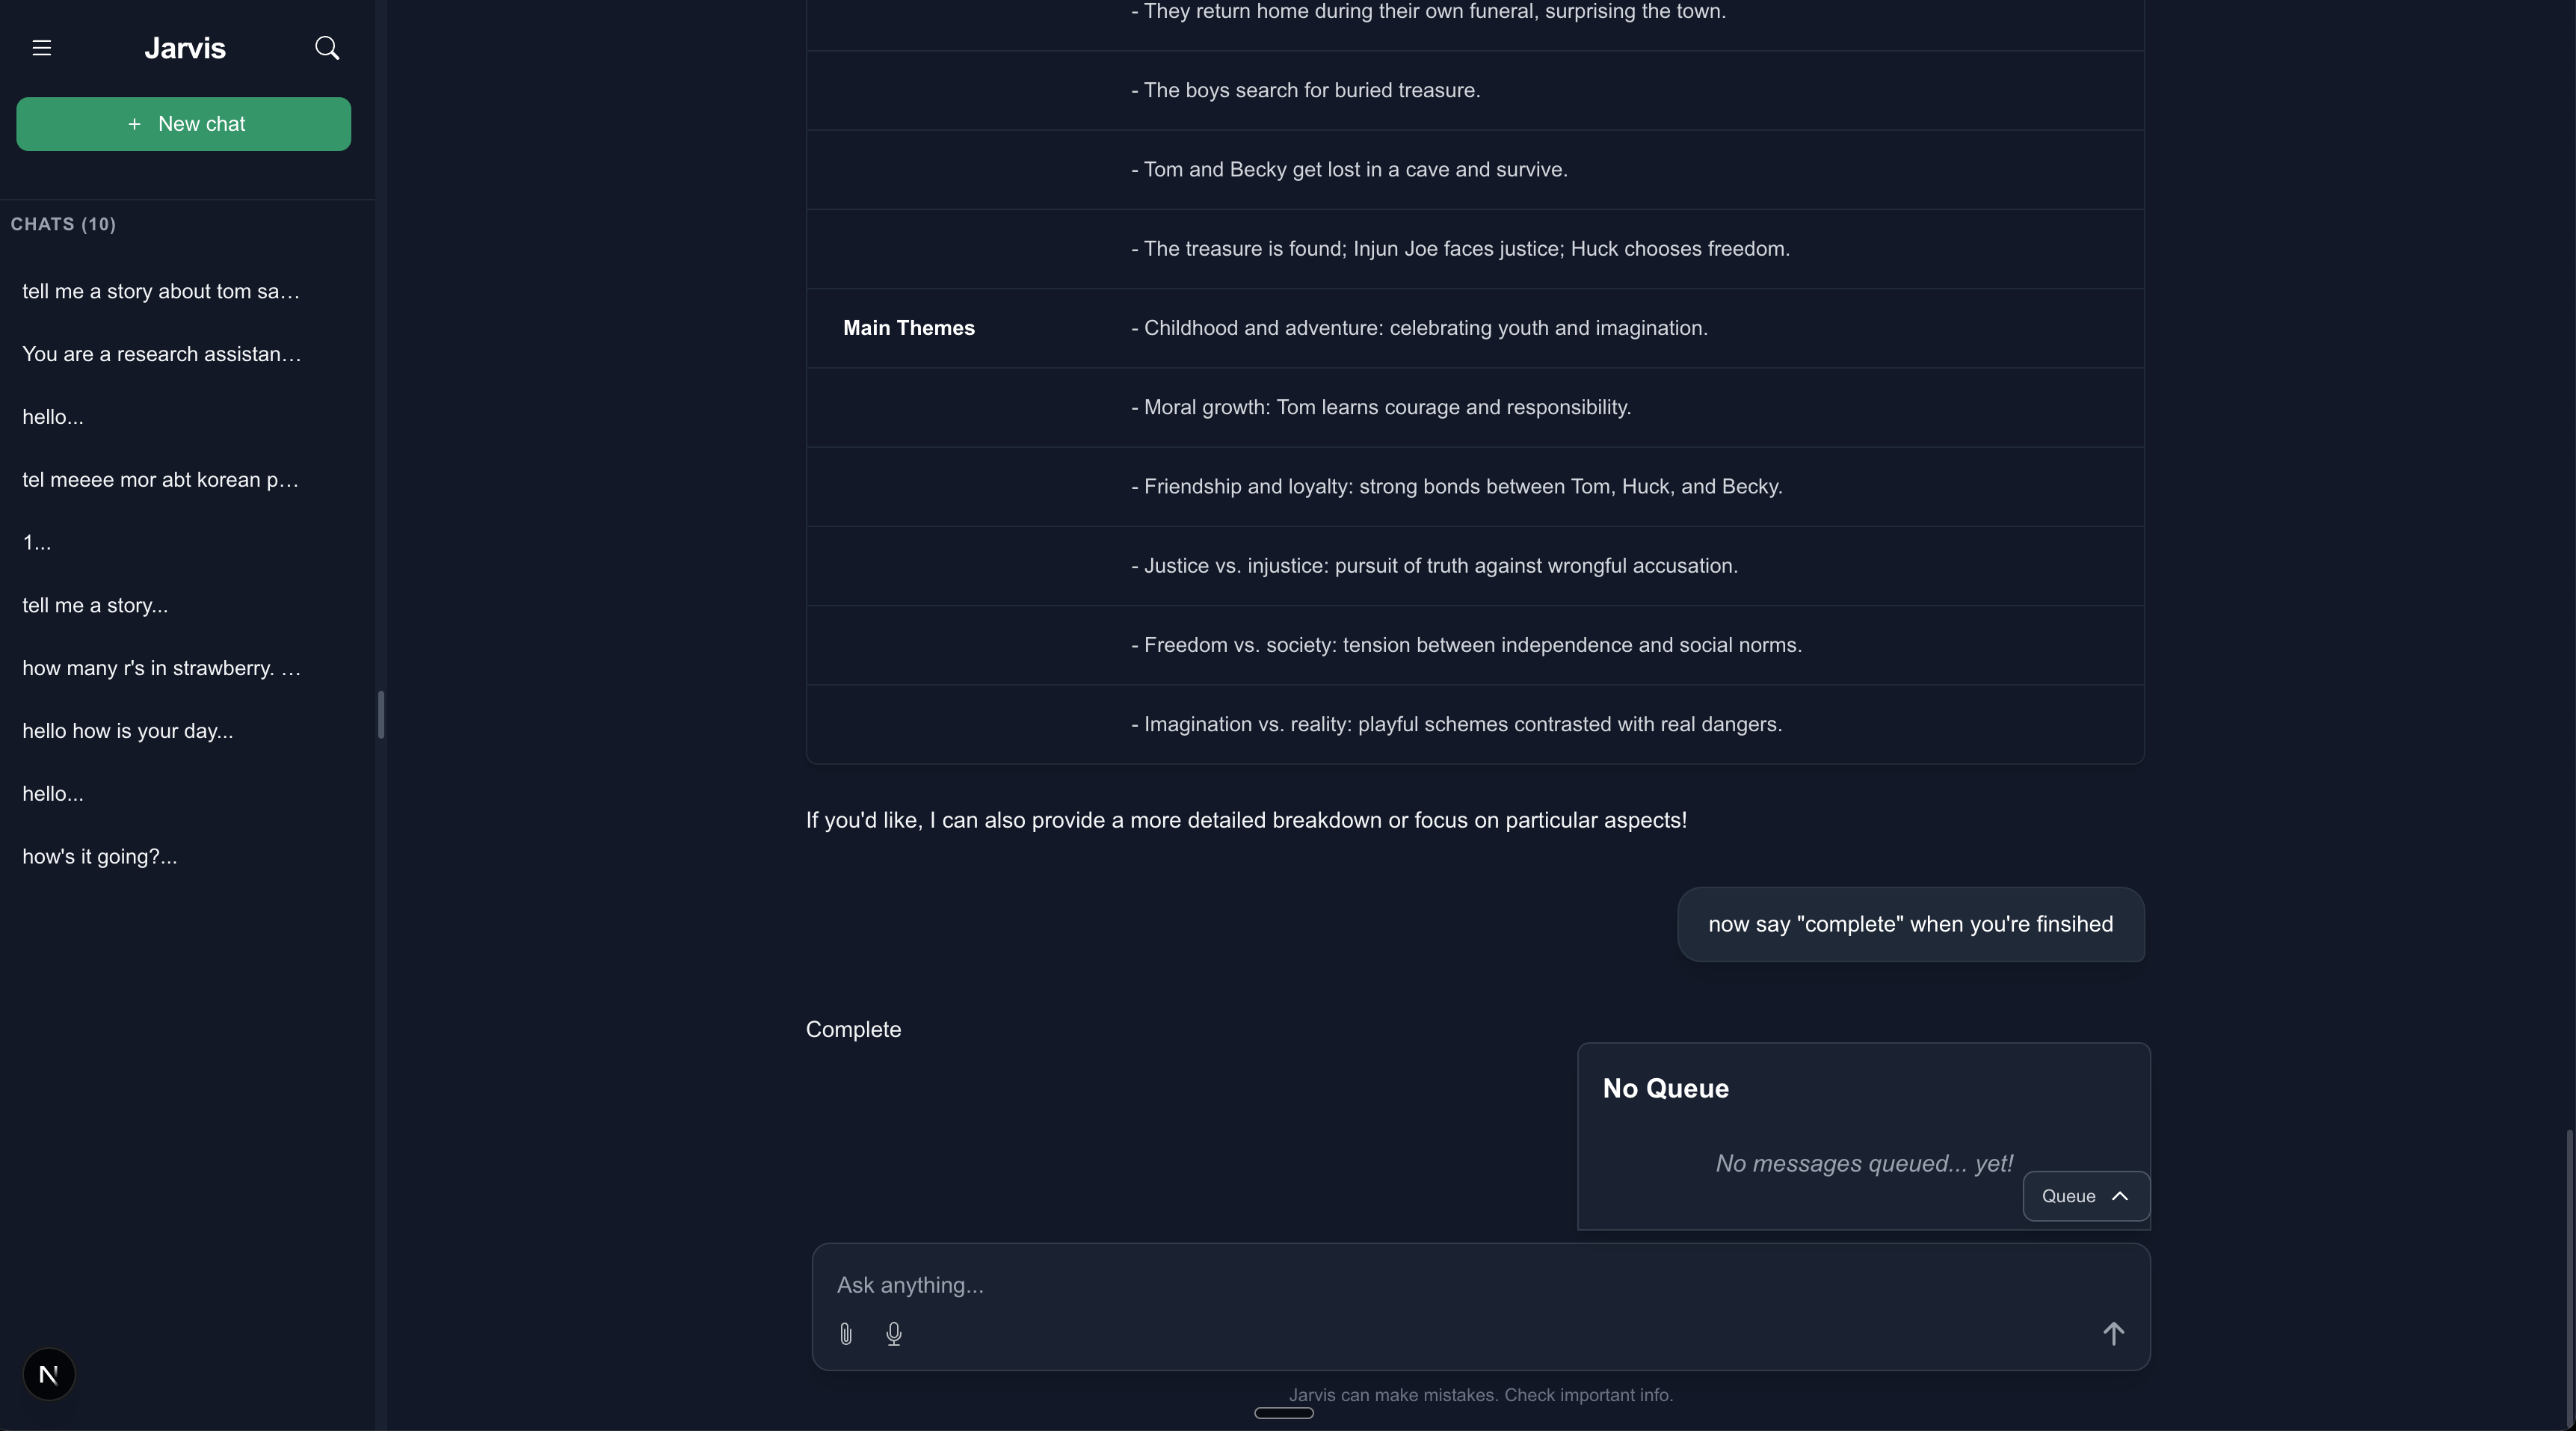 Jarvis
+ New chat
CHATS (10)
tell me a story about tom sa...
You are a research assistan...
hello...
tel meeee mor abt korean p...
1...
tell me a story...
how many r's in strawberry. ...
hello how is your day...
hello...
how's it going?...
N
- They return home during their own funeral, surprising the town.
- The boys search for buried treasure.
- Tom and Becky get lost in a cave and survive.
- The treasure is found; Injun Joe faces justice; Huck chooses freedom.
Main Themes - Childhood and adventure: celebrating youth and imagination.
- Moral growth: Tom learns courage and responsibility.
- Friendship and loyalty: strong bonds between Tom, Huck, and Becky.
- Justice vs. injustice: pursuit of truth against wrongful accusation.
- Freedom vs. society: tension between independence and social norms.
- Imagination vs. reality: playful schemes contrasted with real dangers.
If you'd like, I can also provide a more detailed breakdown or focus on particular aspects!
now say "complete" when you're finsihed
Complete
No Queue
No messages queued... yet!
Queue
Ask anything...
Jarvis can make mistakes. Check important info.